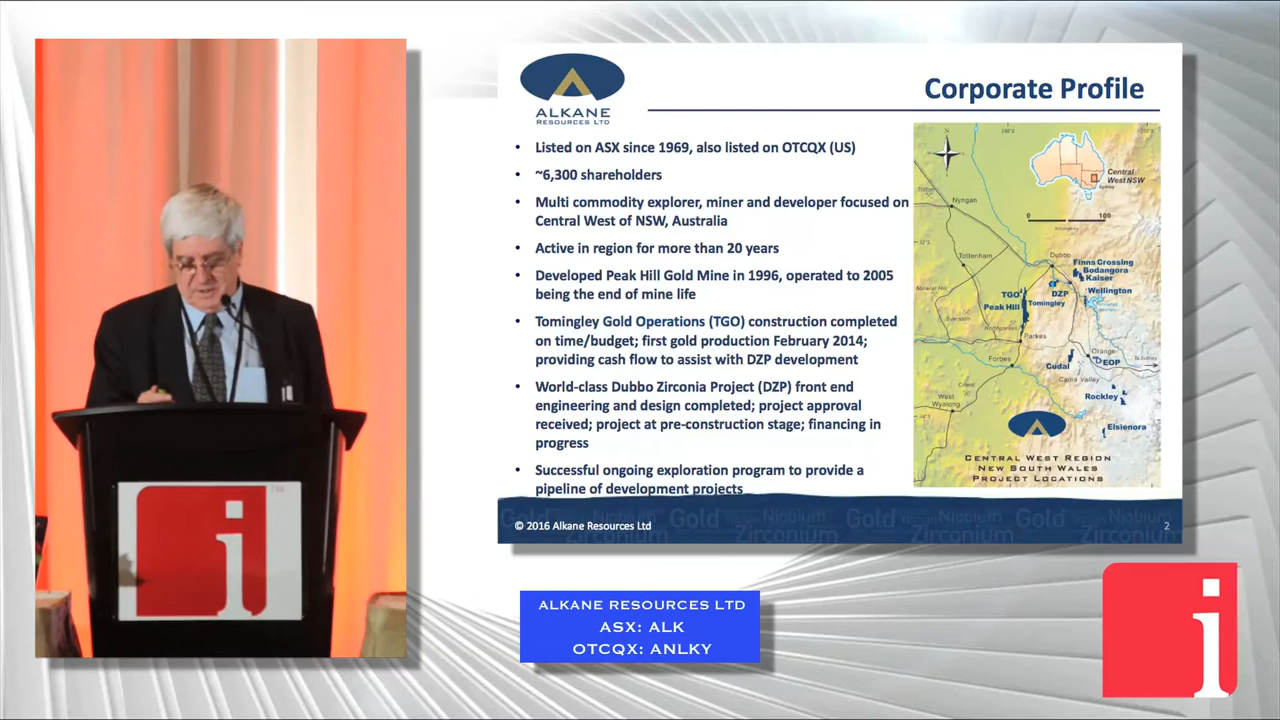 ALKANE
RESOURCES LTD
Corporate Profile
• Listed on ASX since 1969, also listed on OTCQX (US)
• ~6,300 shareholders
• Multi commodity explorer, miner and developer focused on
Central West of NSW, Australia
• Active in region for more than 20 years
• Developed Peak Hill Gold Mine in 1996, operated to 2005
being the end of mine life
• Tomingley Gold Operations (TGO) construction completed
on time/budget; first gold production February 2014;
providing cash flow to assist with DZP development
• World-class Dubbo Zirconia Project (DZP) front end
engineering and design completed; project approval
received; project at pre-construction stage; financing in
progress
• Successful ongoing exploration program to provide a
pipeline of development projects
Central
West NSW
Sydney
0 100
Nyngan
Tottenham
Dubbo
Finns Crossing
Bodangora
Kaiser
Wellington
DZP
TGO
Tomingley
Peak Hill
Parkes
Forbes
Orange
EOP
Cudal
Canna Valley
Rockley
West
Wyalong
Elsienora
CENTRAL WEST REGION
NEW SOUTH WALES
PROJECT LOCATIONS
© 2016 Alkane Resources Ltd
Gold Niobium Zirconium Gold Niobium Zirconium
2
ALKANE RESOURCES LTD
ASX: ALK
OTCQX: ANLKY
i
i